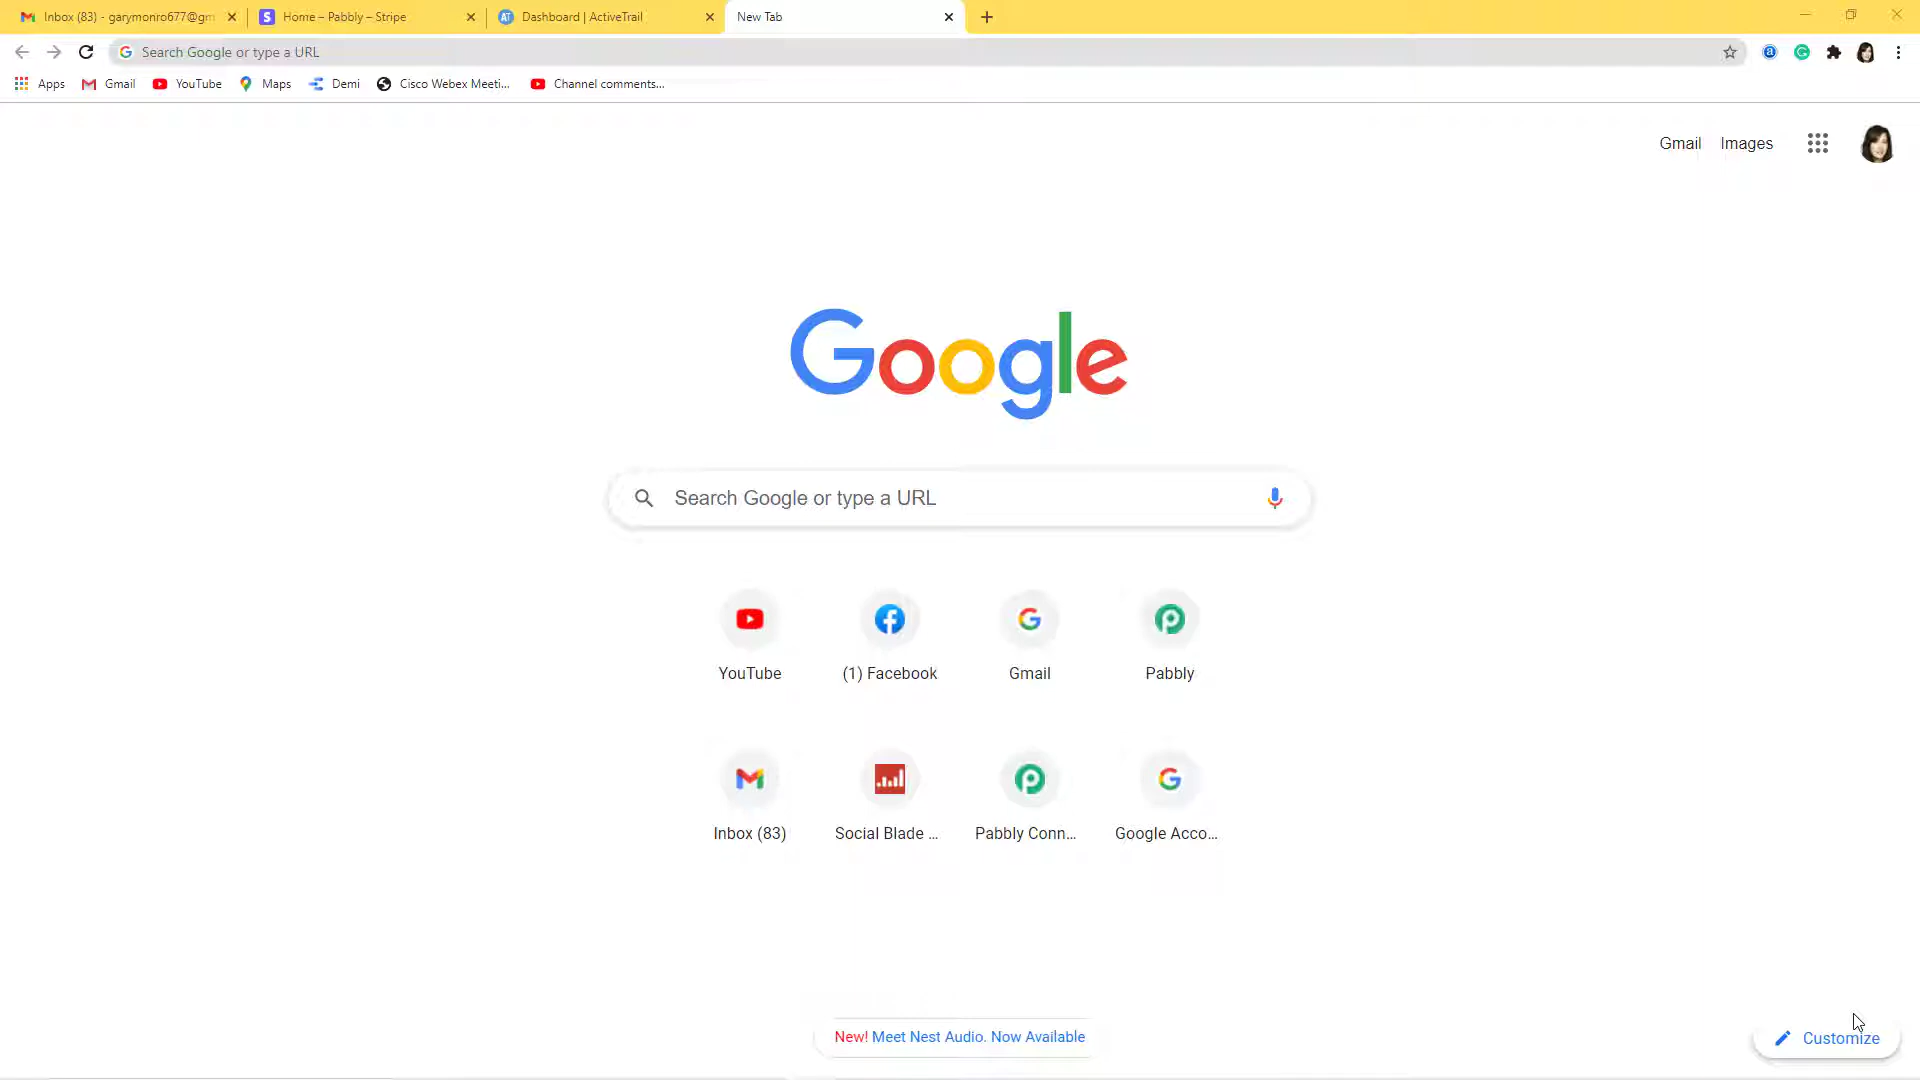 Inbox (83) - garymonro677@gm
Home – Pabbly – Stripe
Dashboard | ActiveTrail
New Tab
Search Google or type a URL
Apps
Gmail
YouTube
Maps
Demi
Cisco Webex Meeti...
Channel comments...
Gmail
Images
Google
Search Google or type a URL
YouTube
(1) Facebook
Gmail
Pabbly
Inbox (83)
Social Blade ...
Pabbly Conn...
Google Acco...
New! Meet Nest Audio. Now Available
Customize